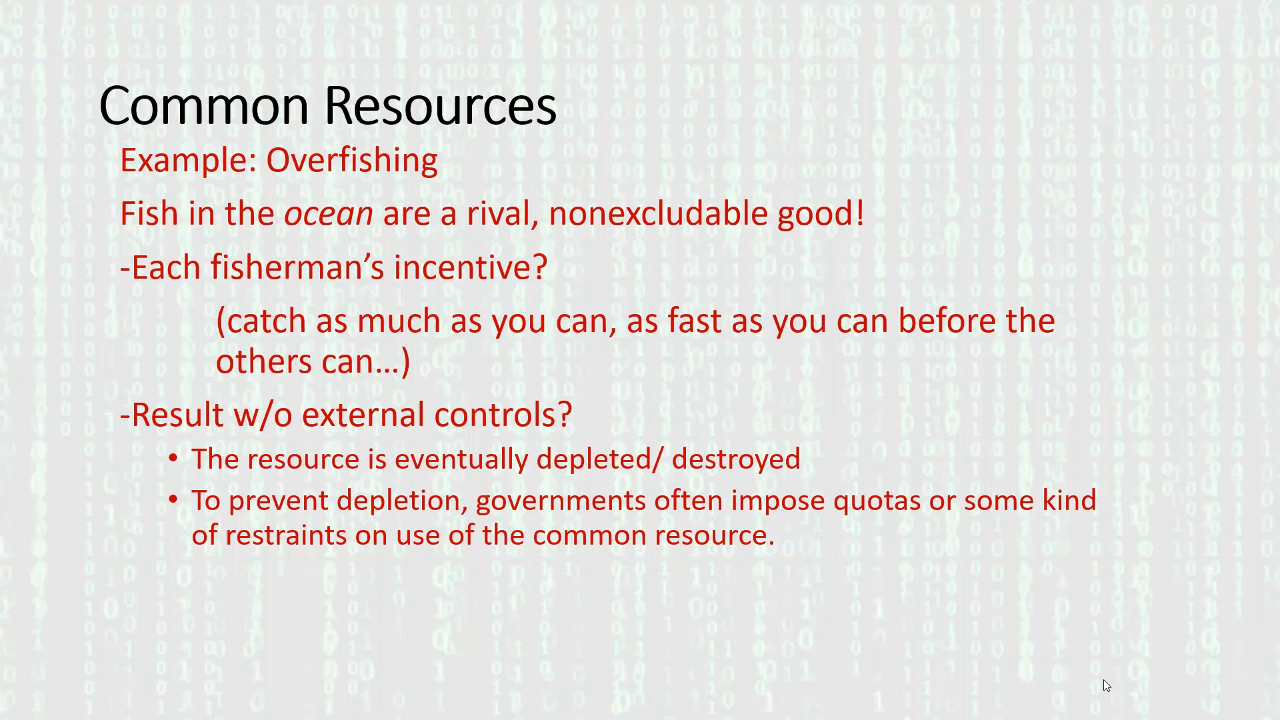 Common Resources
Example: Overfishing
Fish in the ocean are a rival, nonexcludable good!
-Each fisherman’s incentive?
(catch as much as you can, as fast as you can before the
others can…)
-Result w/o external controls?
• The resource is eventually depleted/ destroyed
• To prevent depletion, governments often impose quotas or some kind
of restraints on use of the common resource.